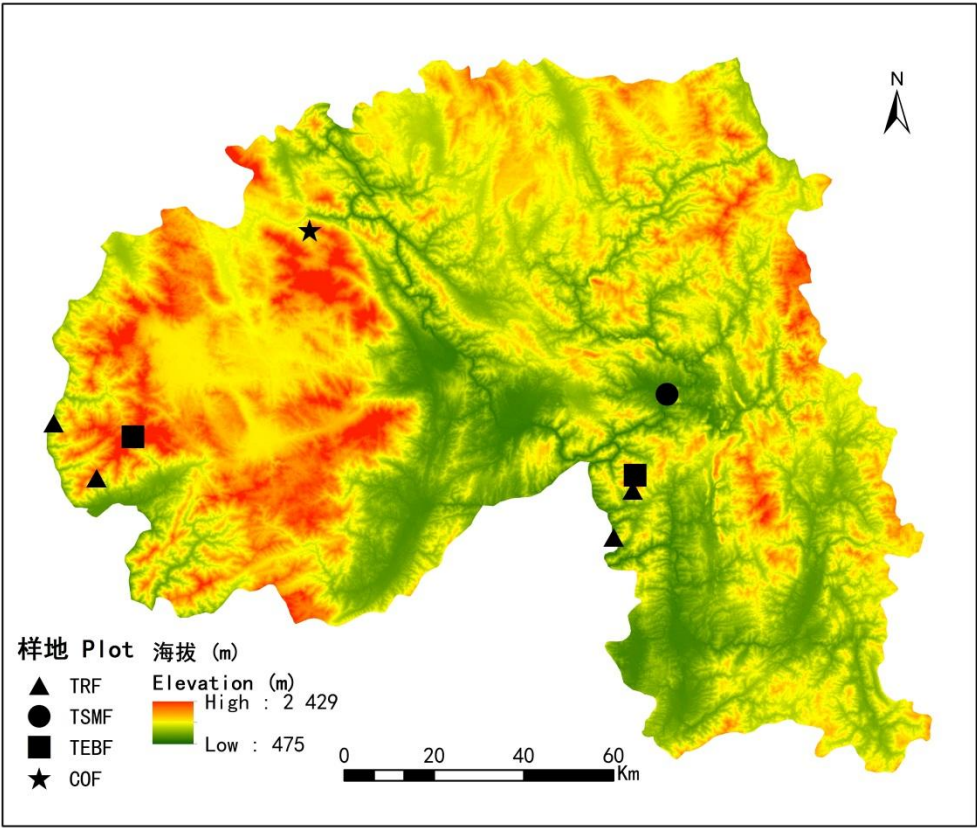 N
样地 Plot
TRF
TSMF
TEBF
COF
海拔 (m)
Elevation (m)
High : 2 429
Low : 475
0 20 40 60
Km